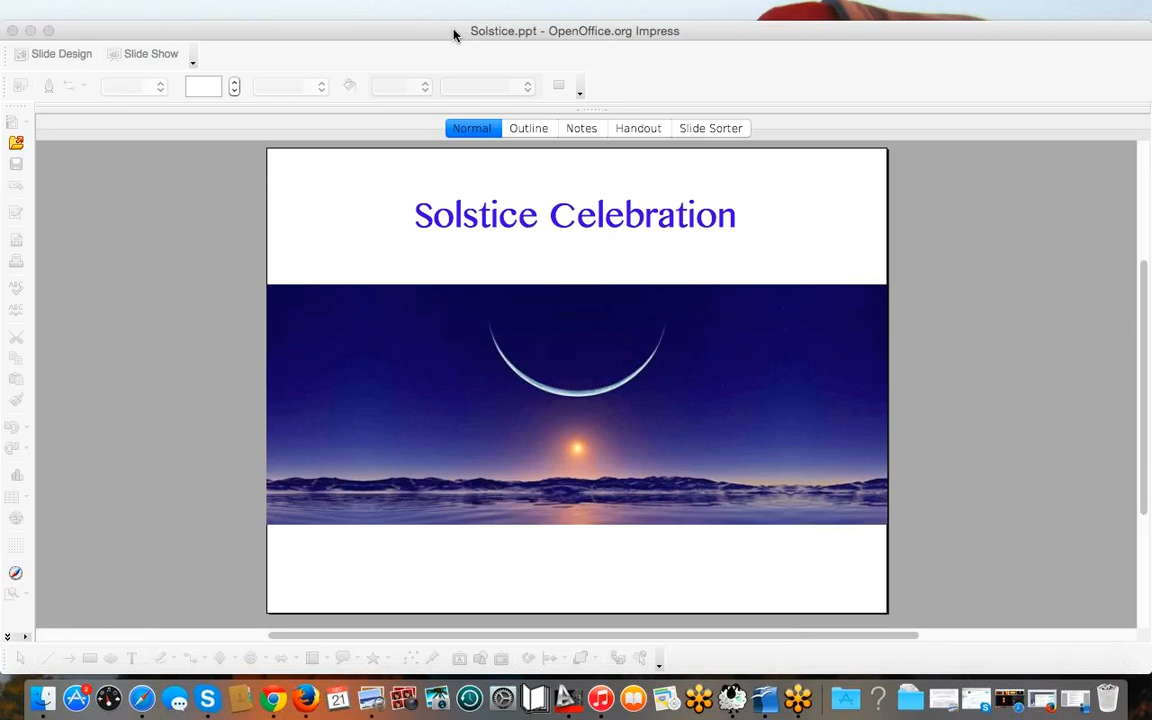 Solstice.ppt - OpenOffice.org Impress
Slide Design Slide Show
Normal Outline Notes Handout Slide Sorter
Solstice Celebration